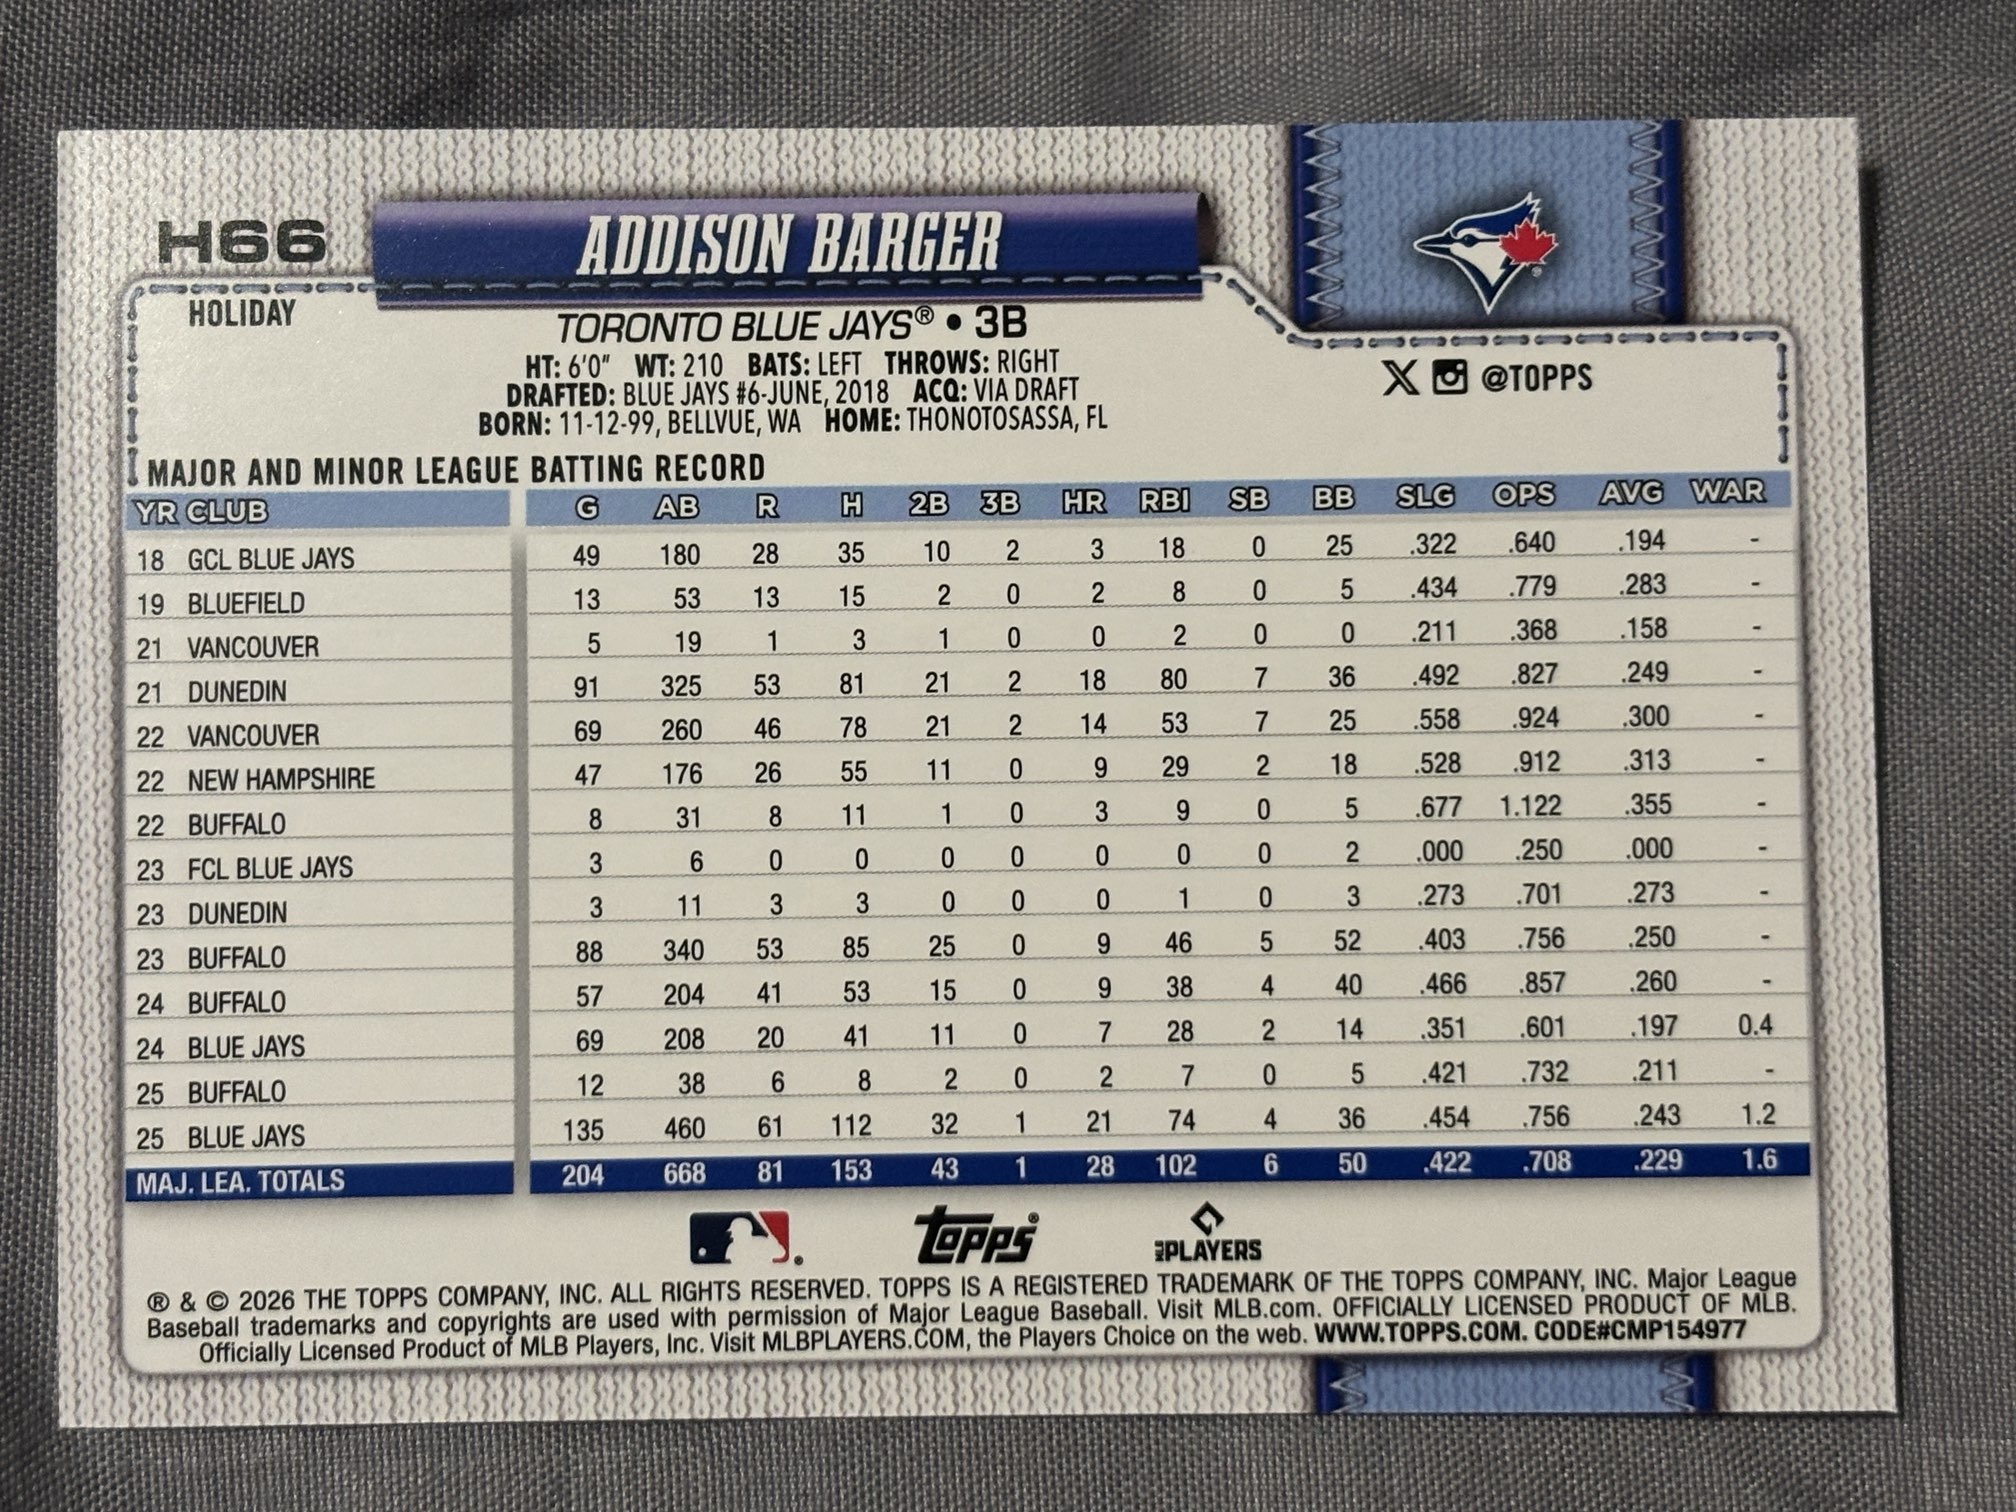 H66
ADDISON BARGER
HOLIDAY
TORONTO BLUE JAYS® • 3B
HT: 6'0" WT: 210 BATS: LEFT THROWS: RIGHT
DRAFTED: BLUE JAYS #6-JUNE, 2018 ACQ: VIA DRAFT
BORN: 11-12-99, BELLVUE, WA HOME: THONOTOSASSA, FL
X @TOPPS
MAJOR AND MINOR LEAGUE BATTING RECORD
YR CLUB G AB R H 2B 3B HR RBI SB BB SLG OPS AVG WAR
18 GCL BLUE JAYS 49 180 28 35 10 2 3 18 0 25 .322 .640 .194 -
19 BLUEFIELD 13 53 13 15 2 0 2 8 0 5 .434 .779 .283 -
21 VANCOUVER 5 19 1 3 1 0 0 2 0 0 .211 .368 .158 -
21 DUNEDIN 91 325 53 81 21 2 18 80 7 36 .492 .827 .249 -
22 VANCOUVER 69 260 46 78 21 2 14 53 7 25 .558 .924 .300 -
22 NEW HAMPSHIRE 47 176 26 55 11 0 9 29 2 18 .528 .912 .313 -
22 BUFFALO 8 31 8 11 1 0 3 9 0 5 .677 1.122 .355 -
23 FCL BLUE JAYS 3 6 0 0 0 0 0 0 0 2 .000 .250 .000 -
23 DUNEDIN 3 11 3 3 0 0 0 1 0 3 .273 .701 .273 -
23 BUFFALO 88 340 53 85 25 0 9 46 5 52 .403 .756 .250 -
24 BUFFALO 57 204 41 53 15 0 9 38 4 40 .466 .857 .260 -
24 BLUE JAYS 69 208 20 41 11 0 7 28 2 14 .351 .601 .197 0.4
25 BUFFALO 12 38 6 8 2 0 2 7 0 5 .421 .732 .211 -
25 BLUE JAYS 135 460 61 112 32 1 21 74 4 36 .454 .756 .243 1.2
MAJ. LEA. TOTALS 204 668 81 153 43 1 28 102 6 50 .422 .708 .229 1.6
topps® MLB PLAYERS
® & © 2026 THE TOPPS COMPANY, INC. ALL RIGHTS RESERVED. TOPPS IS A REGISTERED TRADEMARK OF THE TOPPS COMPANY, INC. Major League
Baseball trademarks and copyrights are used with permission of Major League Baseball. Visit MLB.com. OFFICIALLY LICENSED PRODUCT OF MLB.
Officially Licensed Product of MLB Players, Inc. Visit MLBPLAYERS.COM, the Players Choice on the web. WWW.TOPPS.COM. CODE#CMP154977